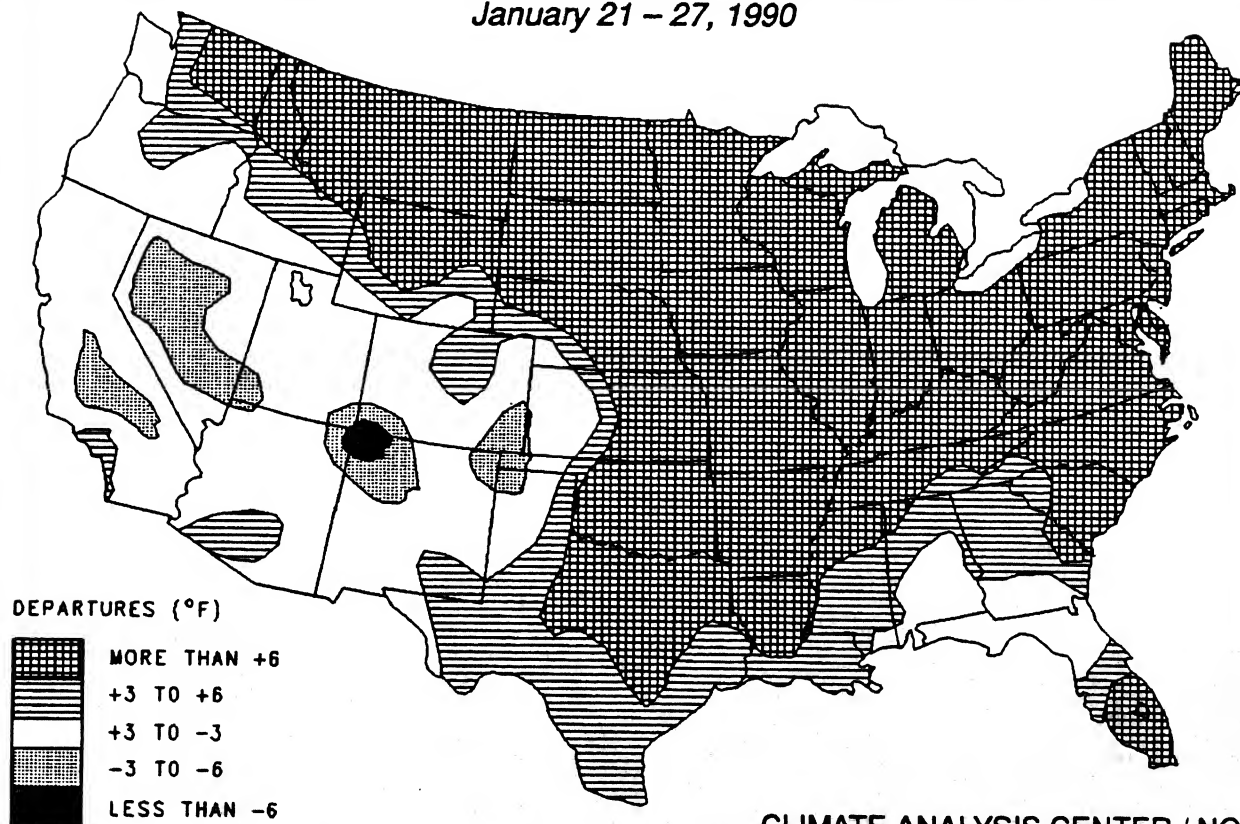 January 21 – 27, 1990
DEPARTURES (°F)
MORE THAN +6
+3 TO +6
+3 TO -3
-3 TO -6
LESS THAN -6
CLIMATE ANALYSIS CENTER / NO